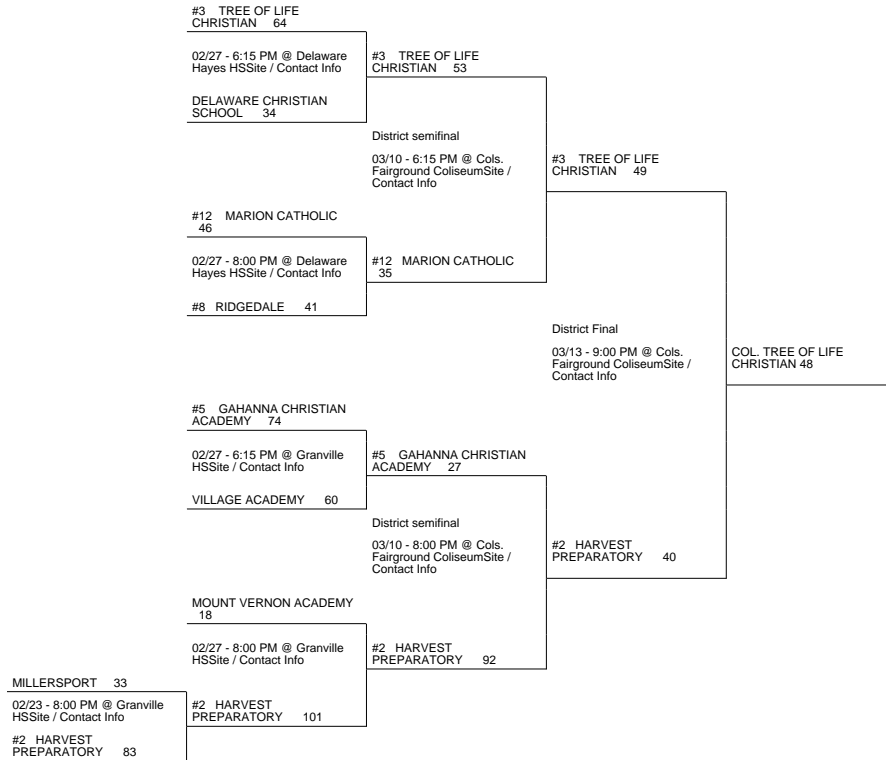 #3 TREE OF LIFE
CHRISTIAN 64
02/27 - 6:15 PM @ Delaware
Hayes HSSite / Contact Info
DELAWARE CHRISTIAN
SCHOOL 34
#3 TREE OF LIFE
CHRISTIAN 53
District semifinal
03/10 - 6:15 PM @ Cols.
Fairground ColiseumSite /
Contact Info
#3 TREE OF LIFE
CHRISTIAN 49
#12 MARION CATHOLIC
46
02/27 - 8:00 PM @ Delaware
Hayes HSSite / Contact Info
#8 RIDGEDALE 41
#12 MARION CATHOLIC
35
District Final
03/13 - 9:00 PM @ Cols.
Fairground ColiseumSite /
Contact Info
COL. TREE OF LIFE
CHRISTIAN 48
#5 GAHANNA CHRISTIAN
ACADEMY 74
02/27 - 6:15 PM @ Granville
HSSite / Contact Info
VILLAGE ACADEMY 60
#5 GAHANNA CHRISTIAN
ACADEMY 27
District semifinal
03/10 - 8:00 PM @ Cols.
Fairground ColiseumSite /
Contact Info
#2 HARVEST
PREPARATORY 40
MOUNT VERNON ACADEMY
18
02/27 - 8:00 PM @ Granville
HSSite / Contact Info
#2 HARVEST
PREPARATORY 92
MILLERSPORT 33
02/23 - 8:00 PM @ Granville
HSSite / Contact Info
#2 HARVEST
PREPARATORY 83
#2 HARVEST
PREPARATORY 101